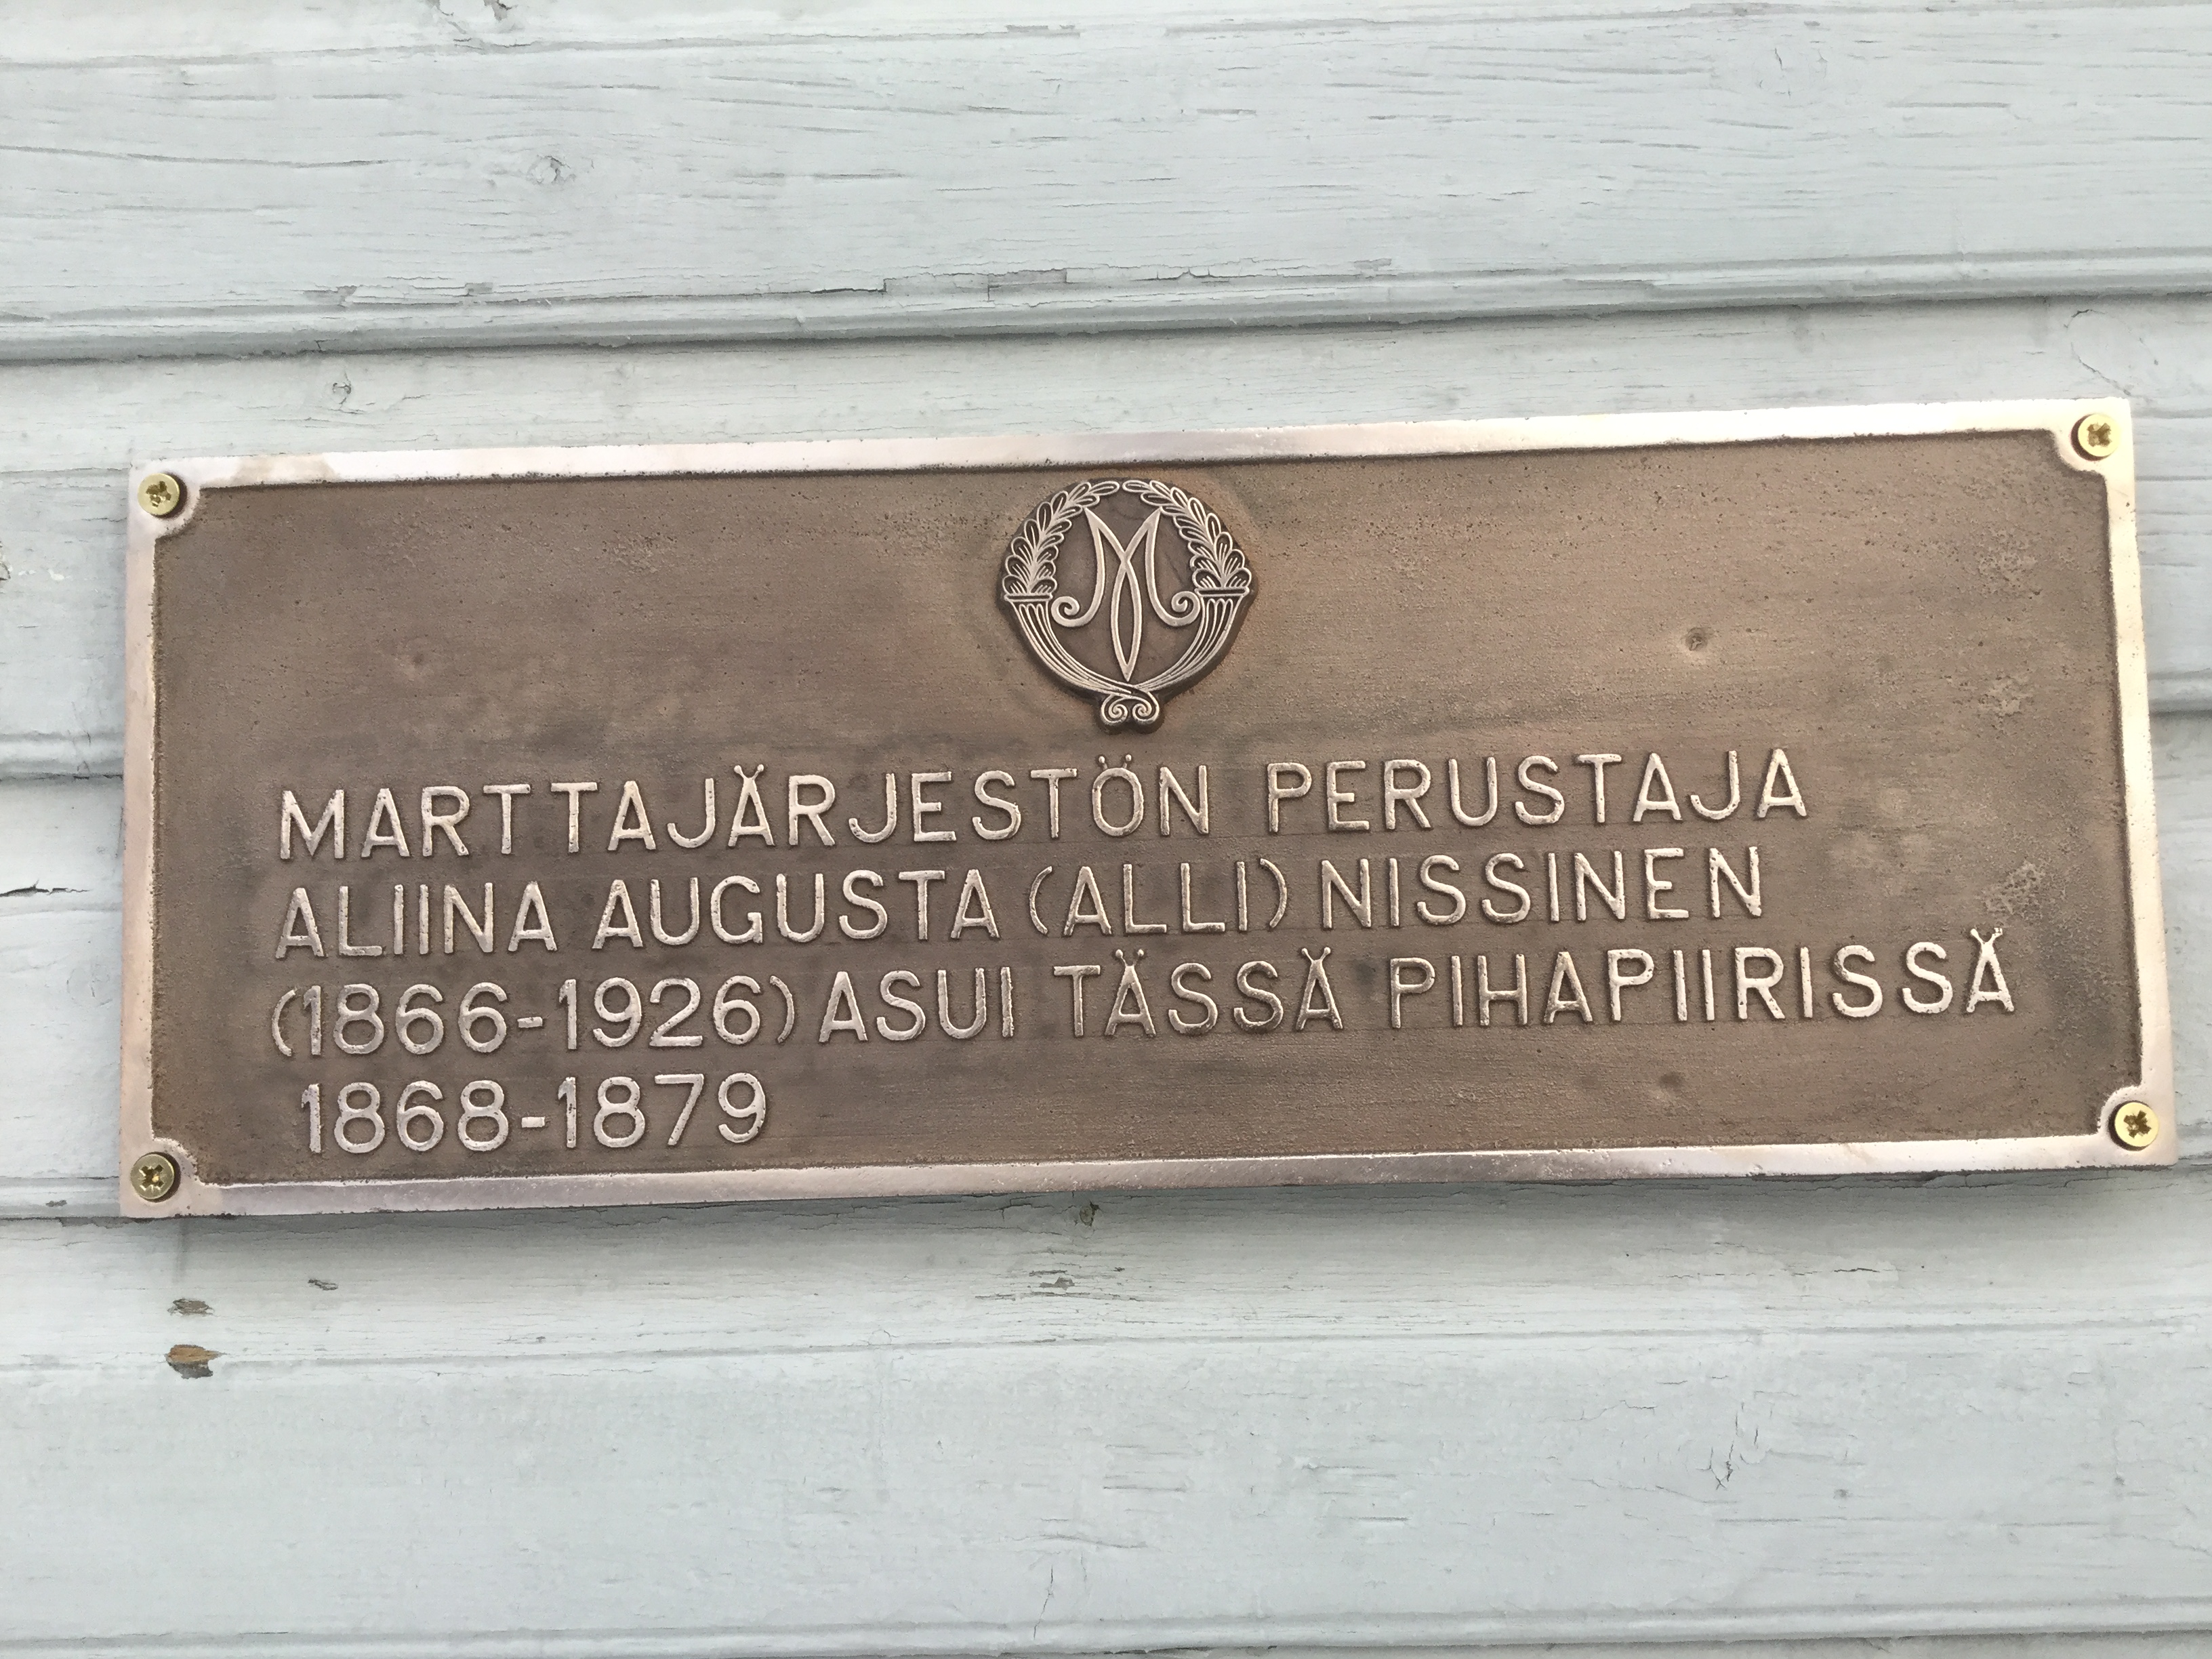 MARTTAJÄRJESTÖN PERUSTAJA
ALIINA AUGUSTA (ALLI) NISSINEN
(1866-1926) ASUI TÄSSÄ PIHAPIIRISSÄ
1868-1879